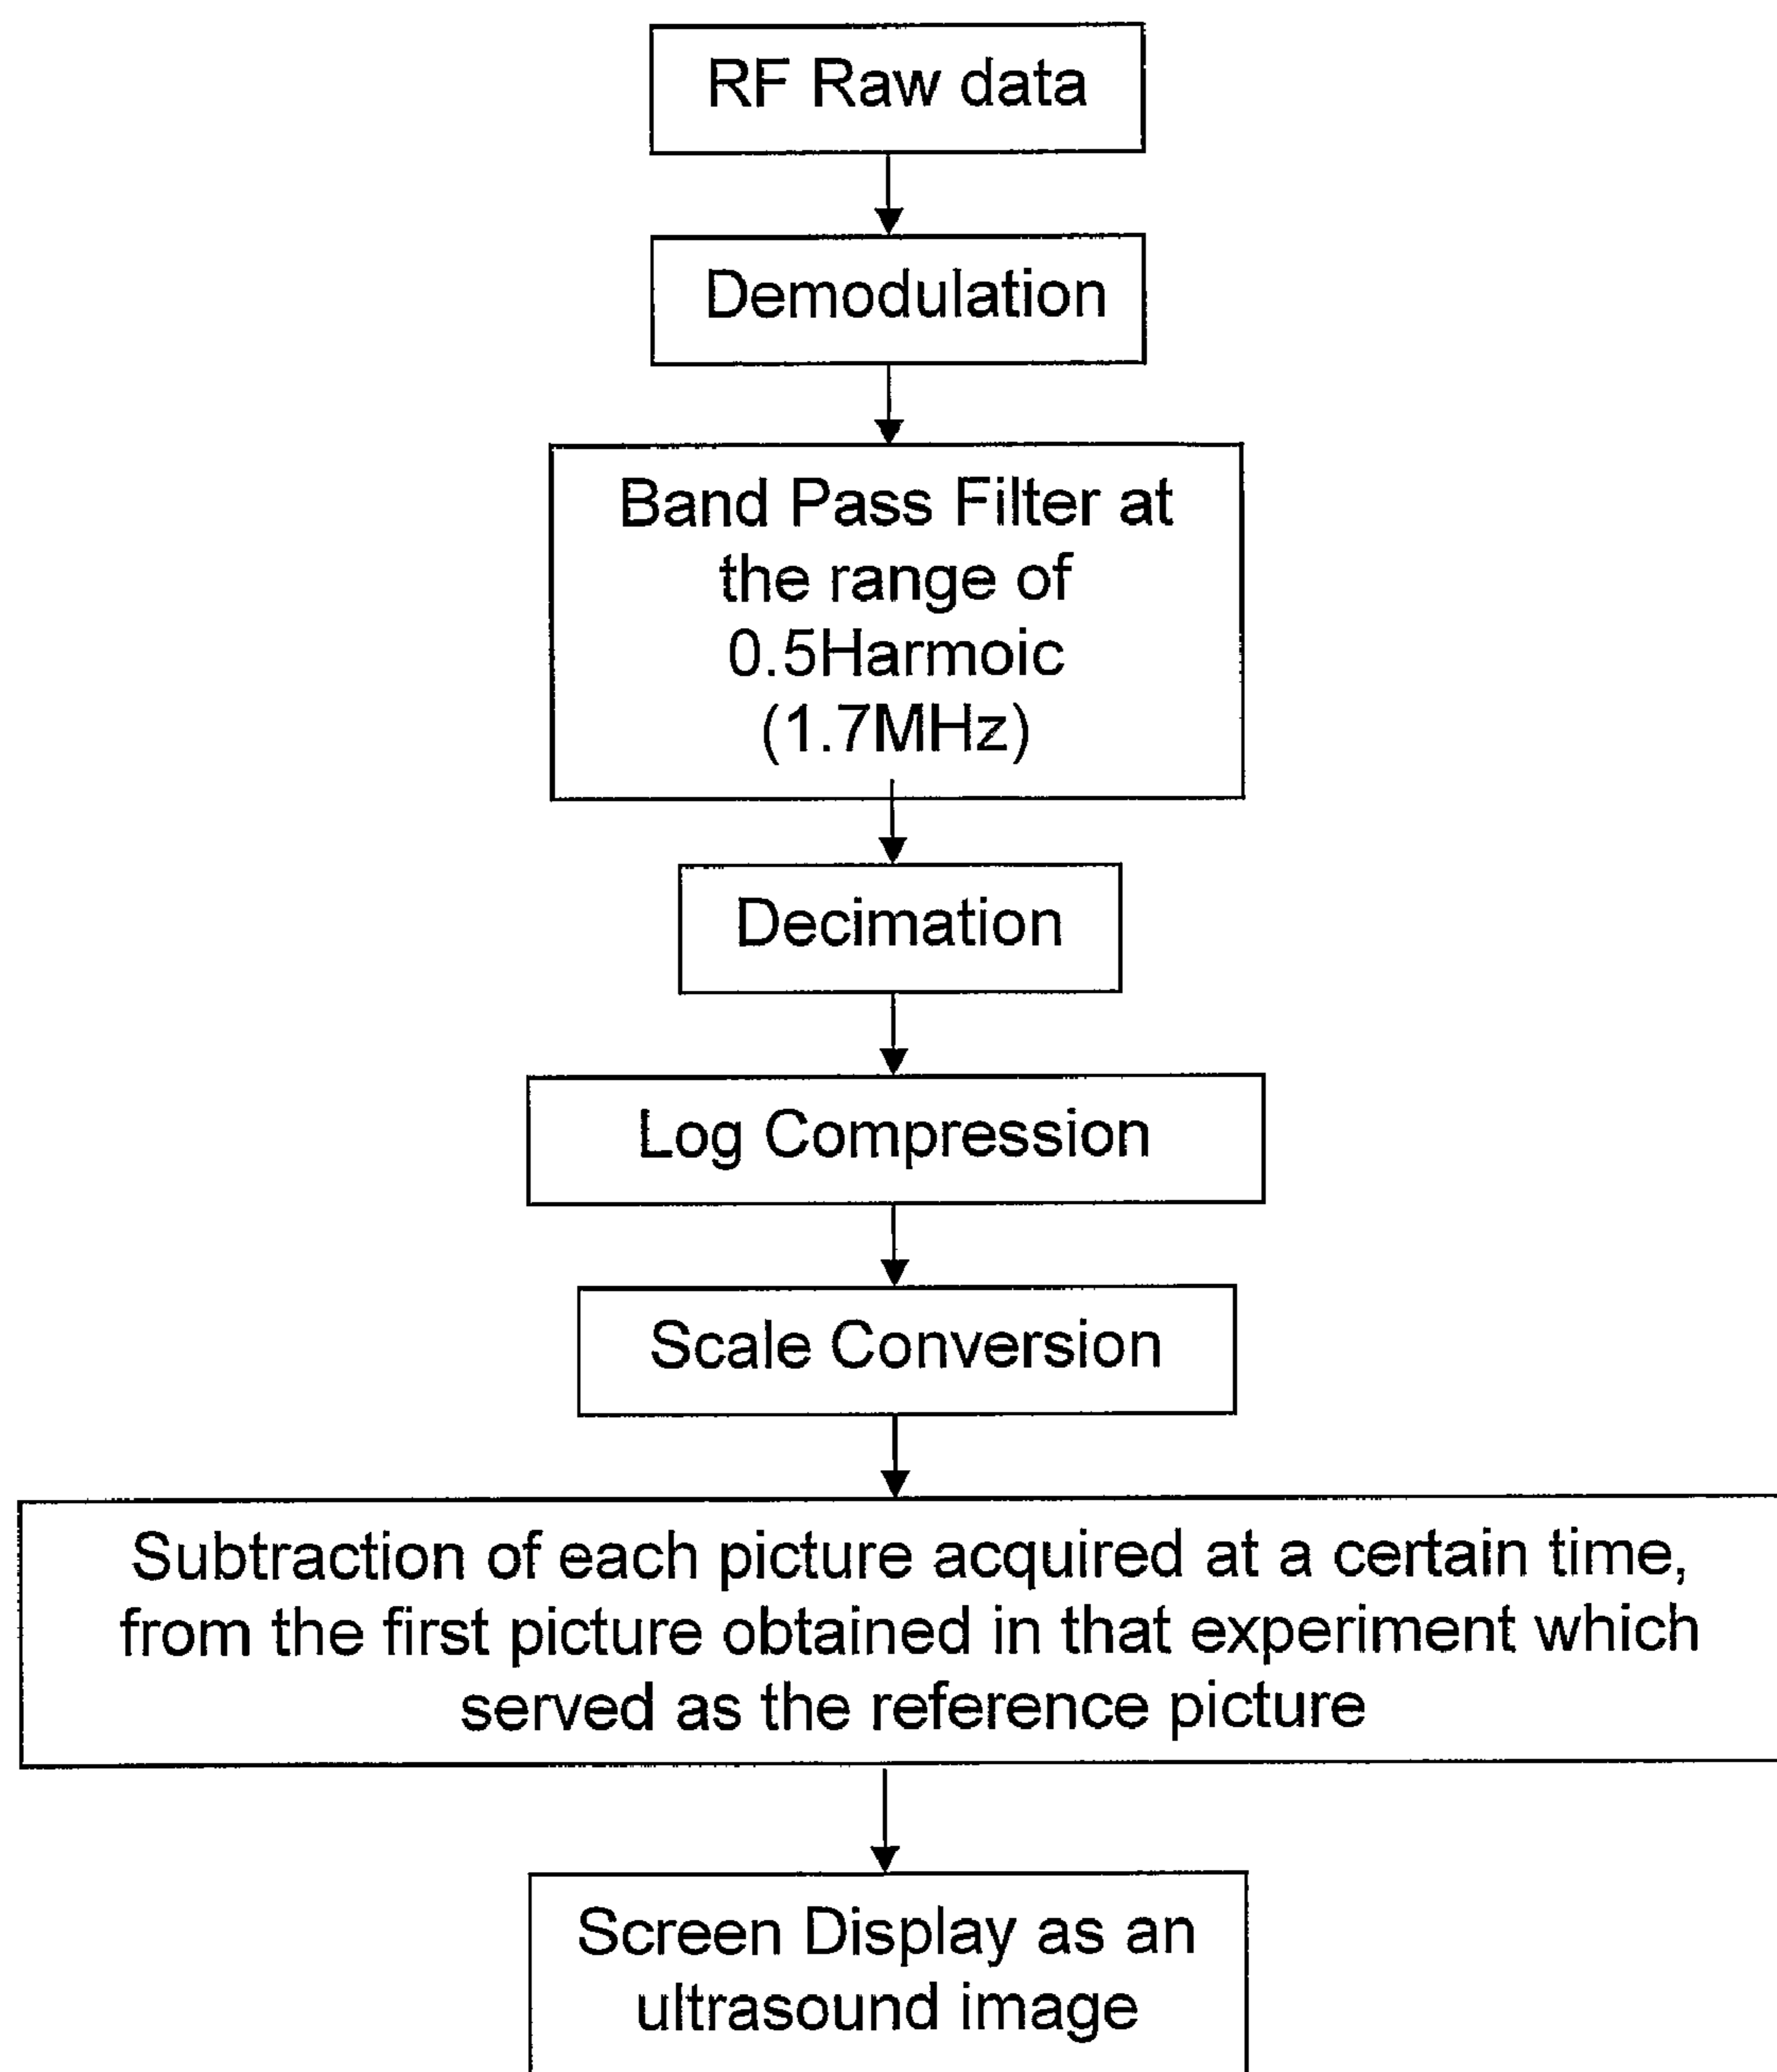 RF Raw data
Demodulation
Band Pass Filter at
the range of
0.5Harmoic
(1.7MHz)
Decimation
Log Compression
Scale Conversion
Subtraction of each picture acquired at a certain time,
from the first picture obtained in that experiment which
served as the reference picture
Screen Display as an
ultrasound image